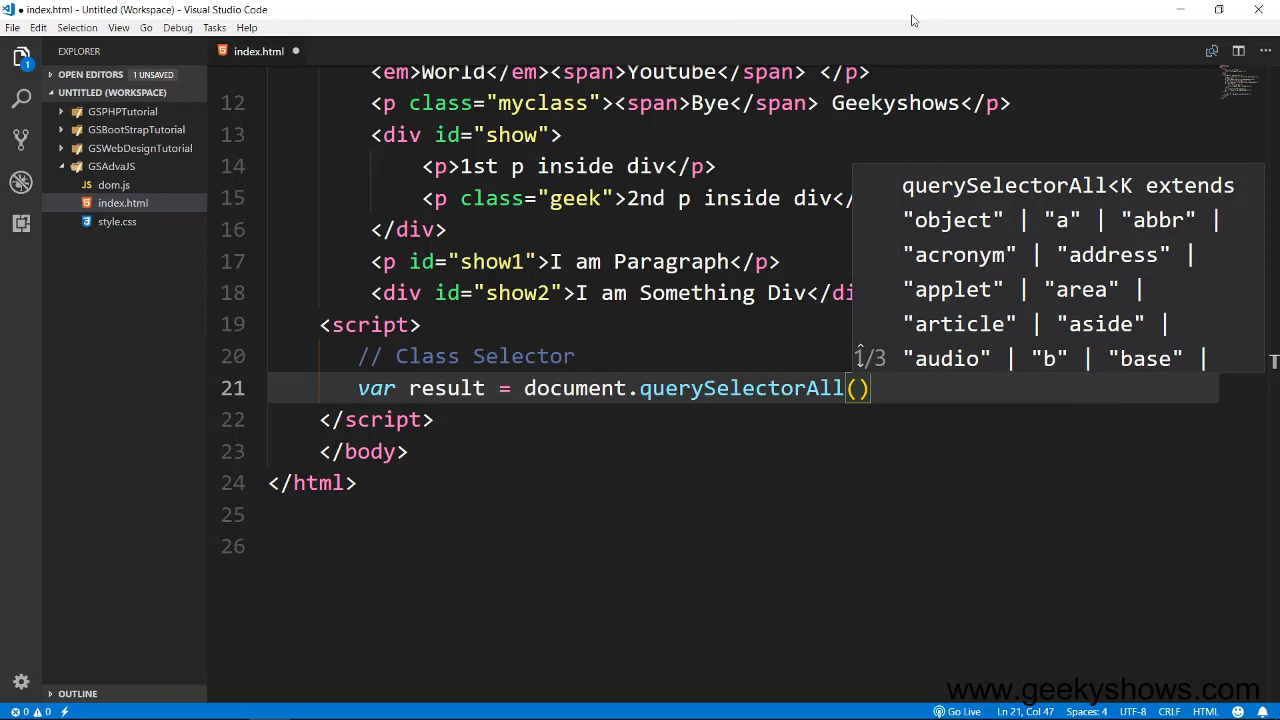 index.html - Untitled (Workspace) - Visual Studio Code
File Edit Selection View Go Debug Tasks Help
EXPLORER
index.html
OPEN EDITORS 1 UNSAVED
UNTITLED (WORKSPACE)
GSPHPTutorial
GSBootStrapTutorial
GSWebDesignTutorial
GSAdvaJS
JS dom.js
index.html
style.css
OUTLINE
1
<em>World</em><span>Youtube</span> </p>
12 <p class="myclass"><span>Bye</span> Geekyshows</p>
13 <div id="show">
14 <p>1st p inside div</p>
15 <p class="geek">2nd p inside div</
16 </div>
17 <p id="show1">I am Paragraph</p>
18 <div id="show2">I am Something Div</di
19 <script>
20 // Class Selector
21 var result = document.querySelectorAll()
22 </script>
23 </body>
24 </html>
25
26
querySelectorAll<K extends
"object" | "a" | "abbr" |
"acronym" | "address" |
"applet" | "area" |
"article" | "aside" |
1/3 "audio" | "b" | "base" |
www.geekyshows.com
0 0 Go Live Ln 21, Col 47 Spaces: 4 UTF-8 CRLF HTML